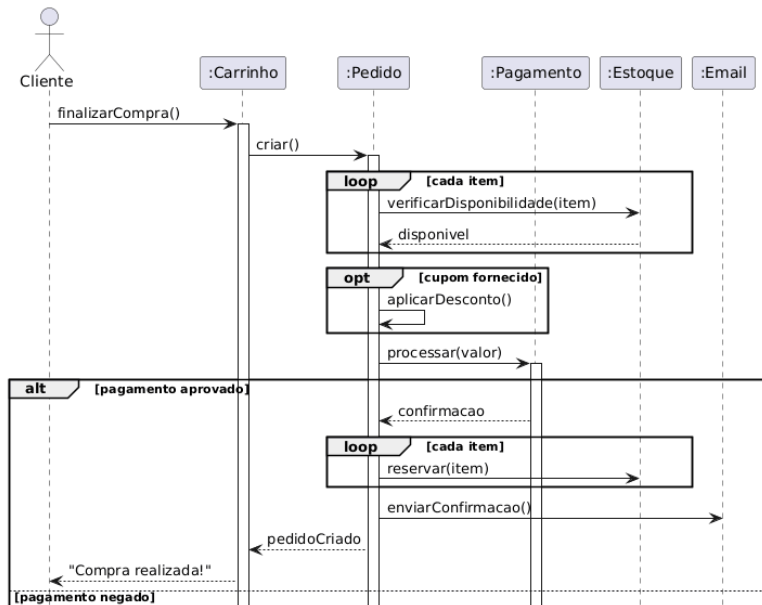 Cliente
:Carrinho
:Pedido
:Pagamento
:Estoque
:Email
finalizarCompra()
criar()
loop [cada item]
verificarDisponibilidade(item)
disponivel
opt [cupom fornecido]
aplicarDesconto()
processar(valor)
alt [pagamento aprovado]
confirmacao
loop [cada item]
reservar(item)
enviarConfirmacao()
pedidoCriado
"Compra realizada!"
[pagamento negado]